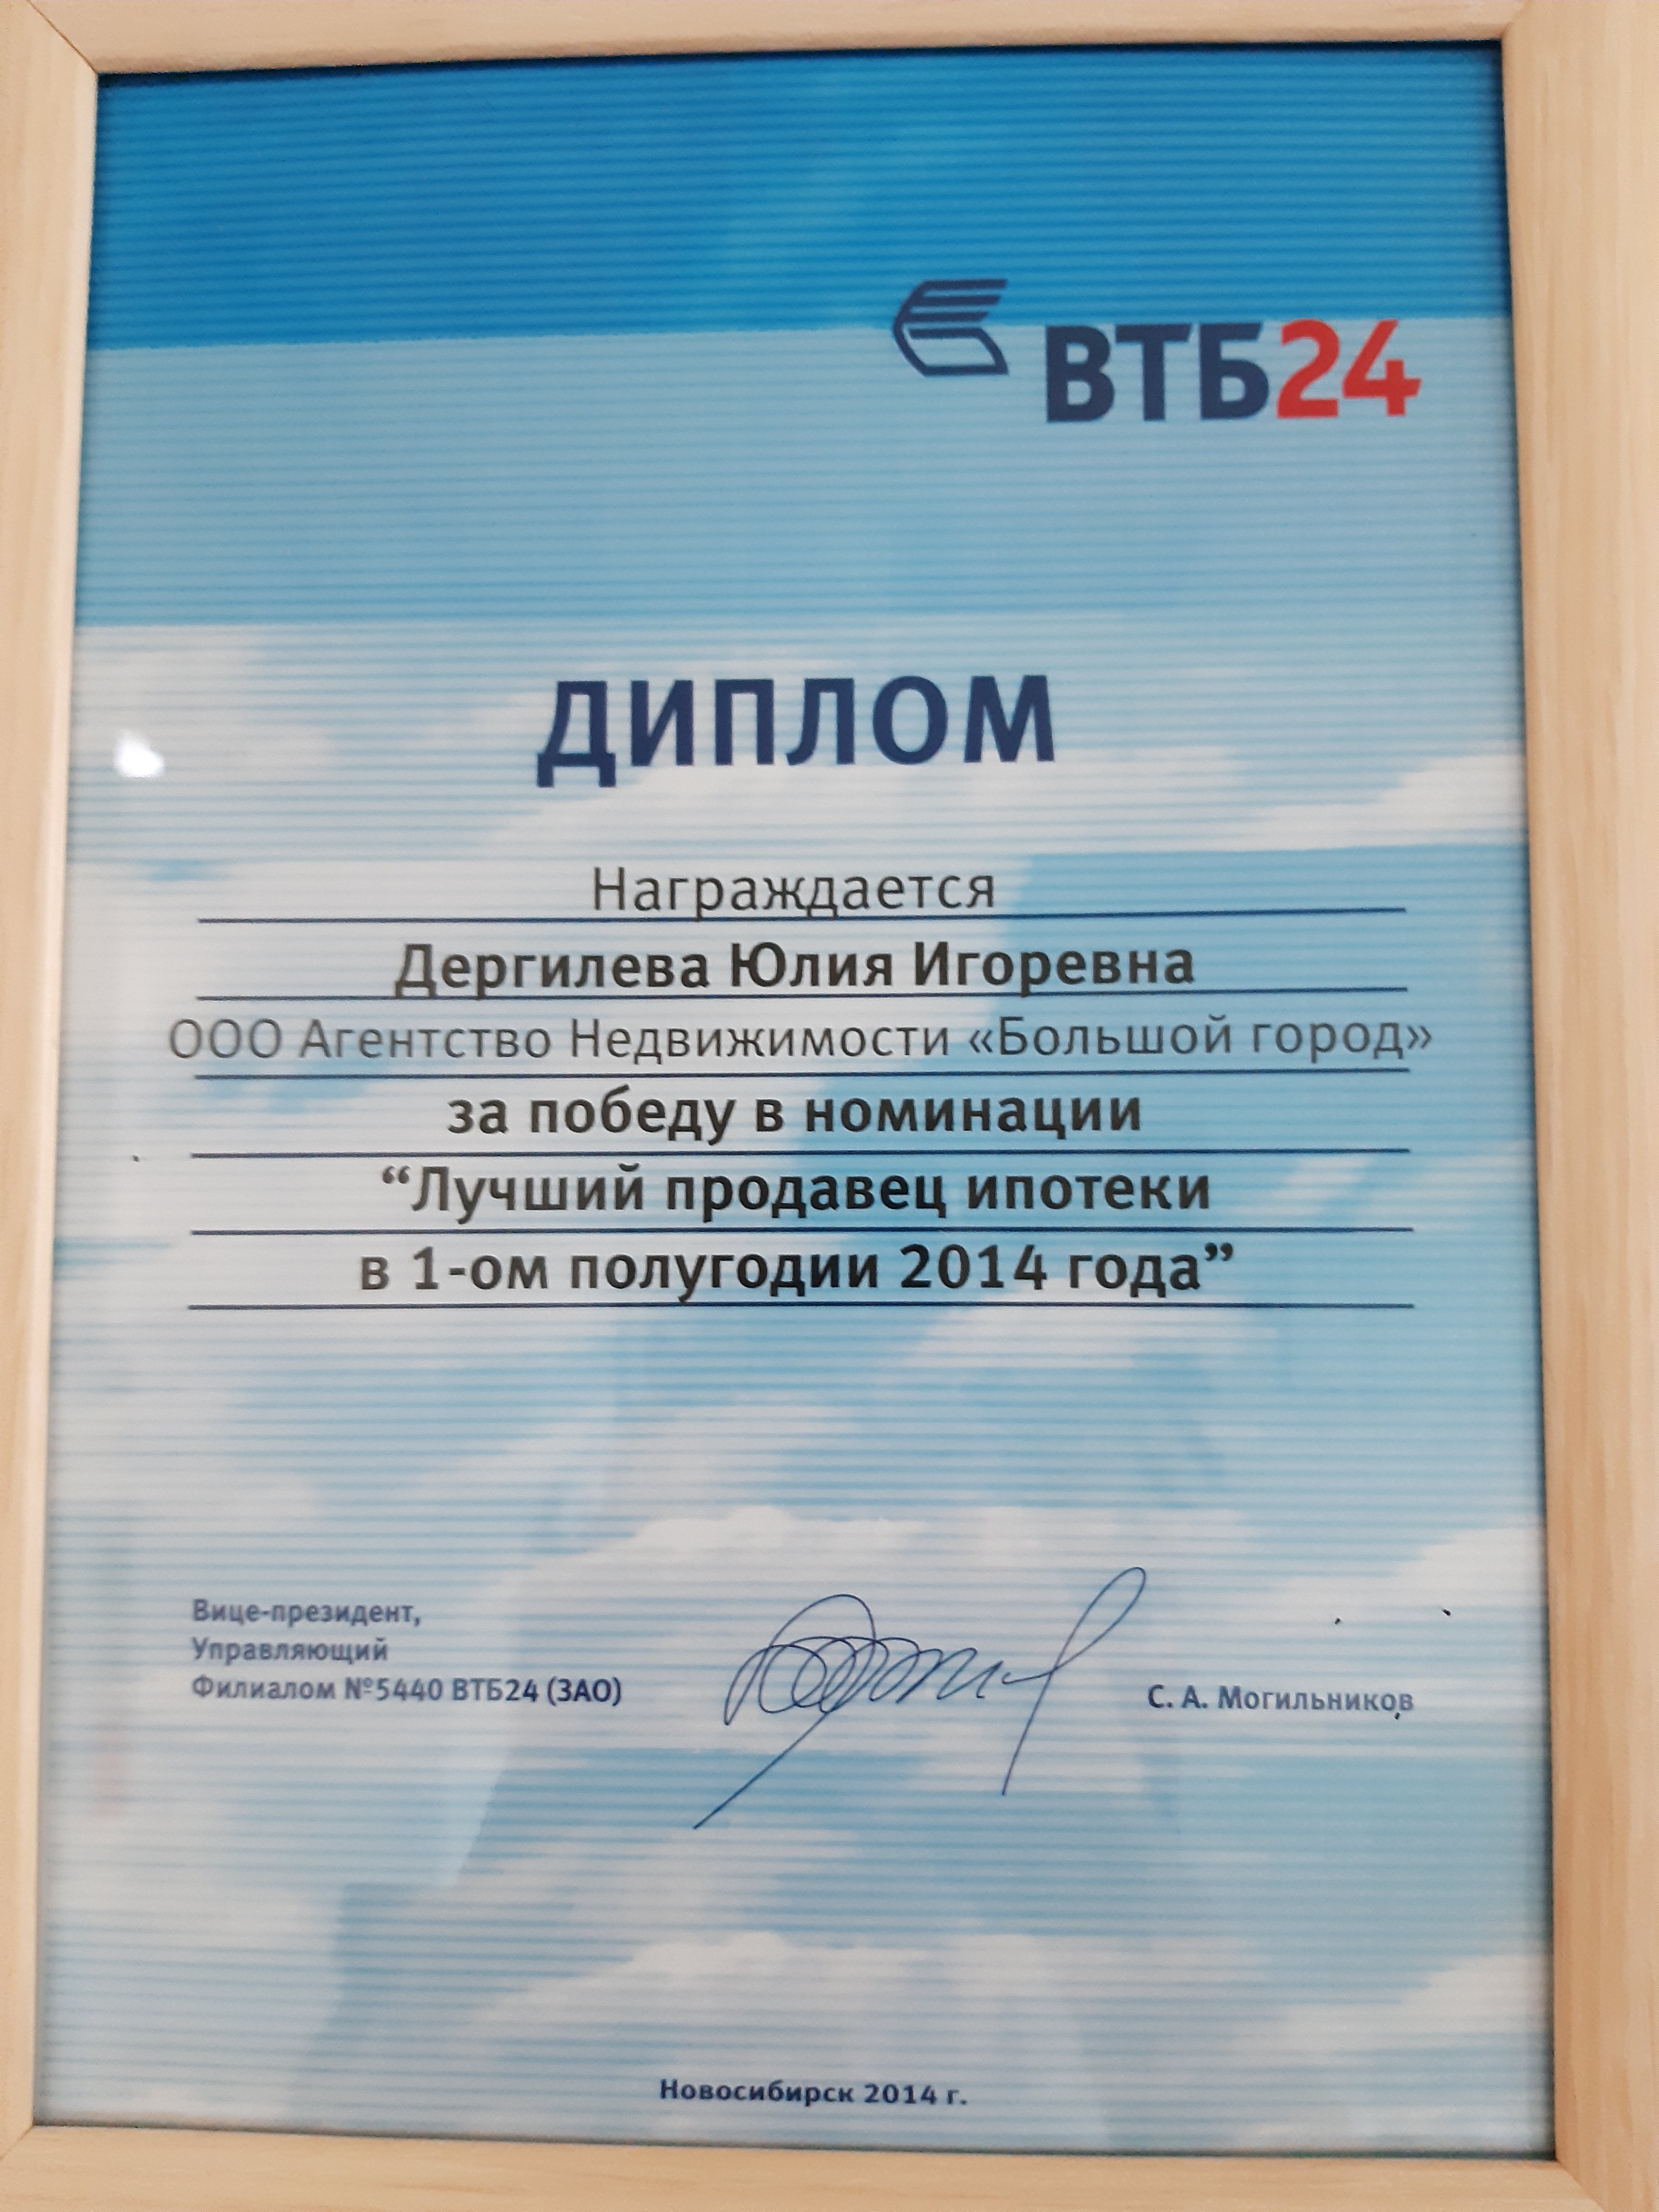 ВТБ24
ДИПЛОМ
Награждается
Дергилева Юлия Игоревна
ООО Агентство Недвижимости «Большой город»
за победу в номинации
“Лучший продавец ипотеки
в 1-ом полугодии 2014 года”
Вице-президент,
Управляющий
Филиалом №5440 ВТБ24 (ЗАО)
С. А. Могильников
Новосибирск 2014 г.